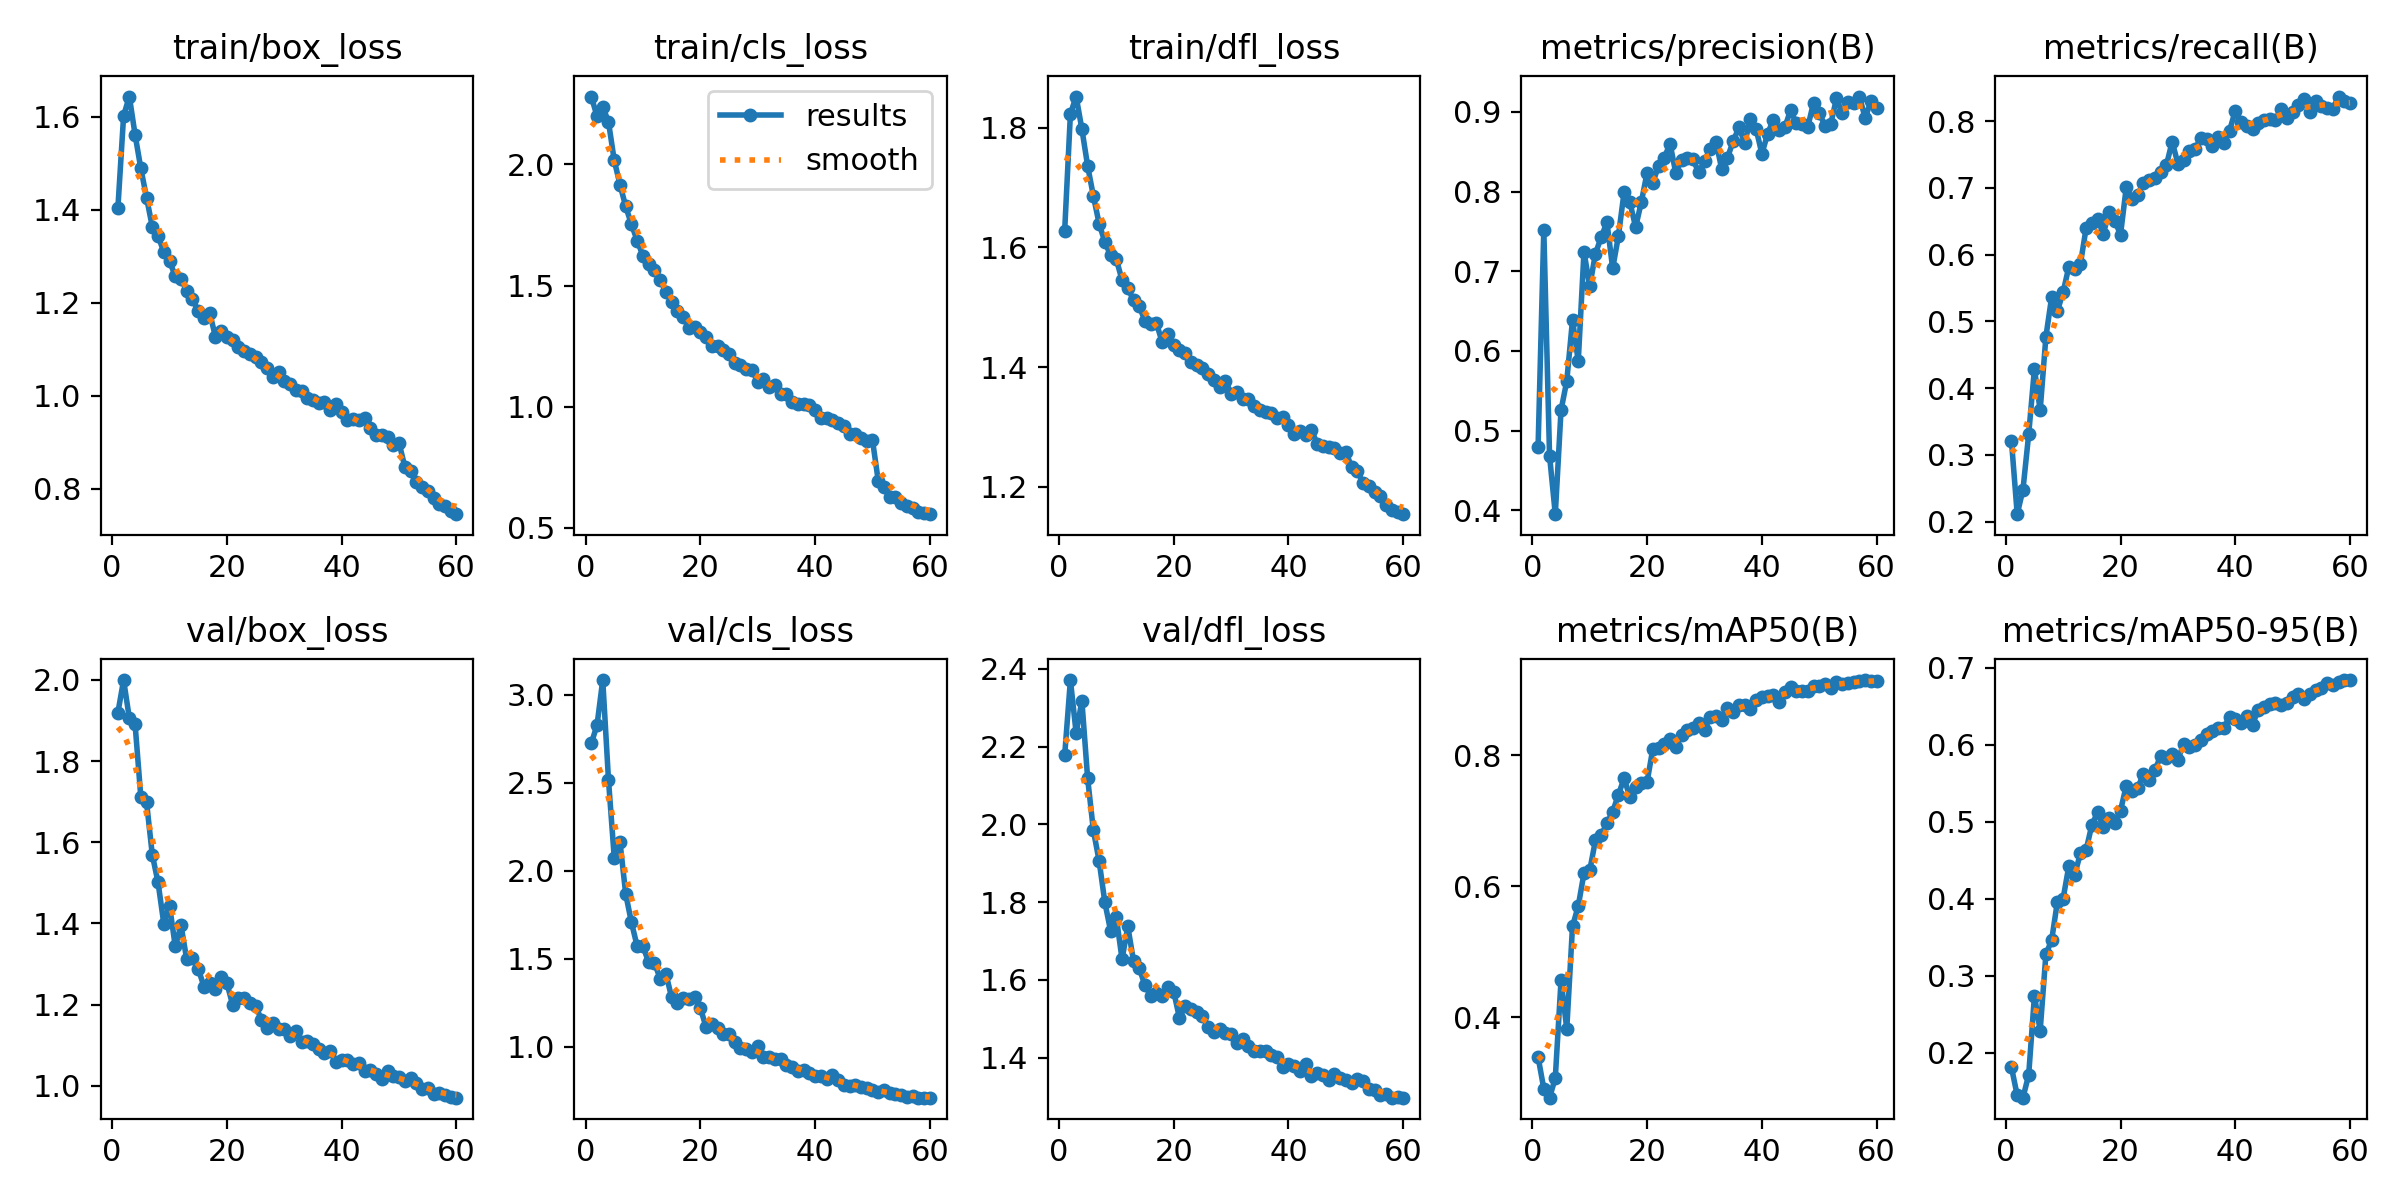 train/box_loss
1.6
1.4
1.2
1.0
0.8
0 20 40 60
train/cls_loss
results
smooth
2.0
1.5
1.0
0.5
0 20 40 60
train/dfl_loss
1.8
1.6
1.4
1.2
0 20 40 60
metrics/precision(B)
0.9
0.8
0.7
0.6
0.5
0.4
0 20 40 60
metrics/recall(B)
0.8
0.7
0.6
0.5
0.4
0.3
0.2
0 20 40 60
val/box_loss
2.0
1.8
1.6
1.4
1.2
1.0
0 20 40 60
val/cls_loss
3.0
2.5
2.0
1.5
1.0
0 20 40 60
val/dfl_loss
2.4
2.2
2.0
1.8
1.6
1.4
0 20 40 60
metrics/mAP50(B)
0.8
0.6
0.4
0 20 40 60
metrics/mAP50-95(B)
0.7
0.6
0.5
0.4
0.3
0.2
0 20 40 60